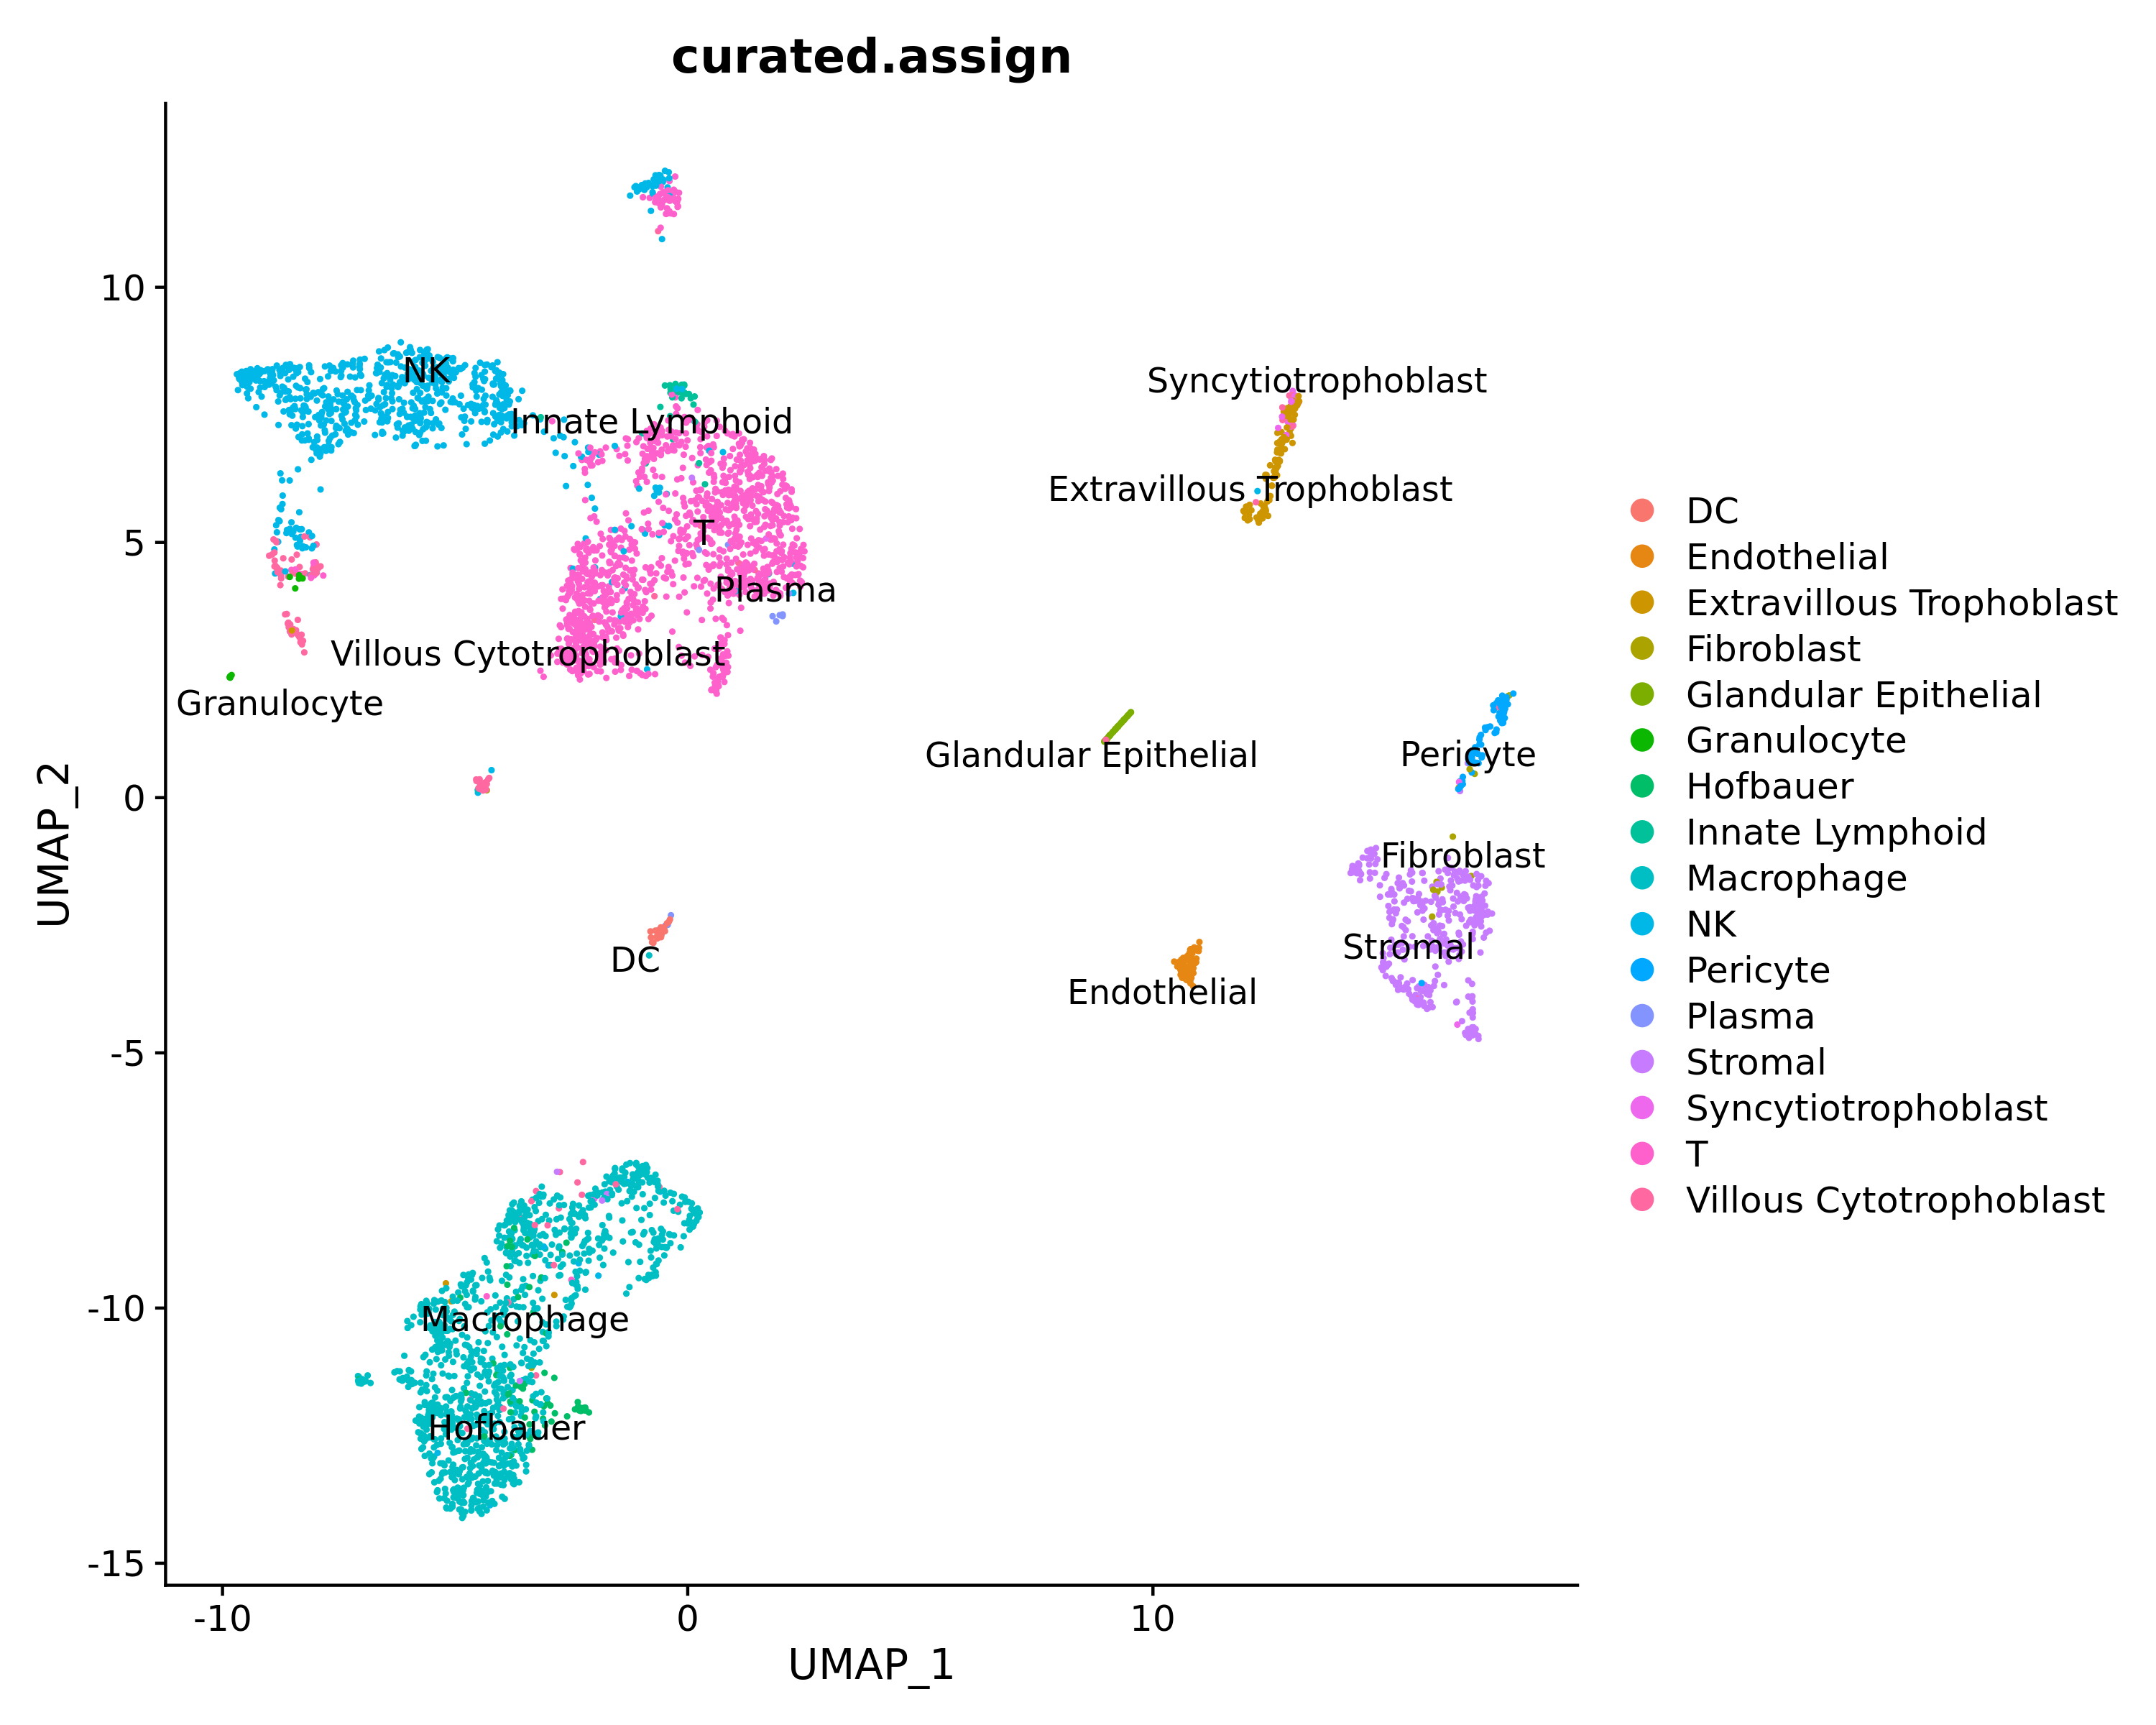 curated.assign
NK
Innate Lymphoid
T
Plasma
Villous Cytotrophoblast
Granulocyte
Syncytiotrophoblast
Extravillous Trophoblast
Glandular Epithelial
Pericyte
Fibroblast
Stromal
DC
Endothelial
Macrophage
Hofbauer
10
5
0
-5
-10
-15
UMAP_2
-10
0
10
UMAP_1
DC
Endothelial
Extravillous Trophoblast
Fibroblast
Glandular Epithelial
Granulocyte
Hofbauer
Innate Lymphoid
Macrophage
NK
Pericyte
Plasma
Stromal
Syncytiotrophoblast
T
Villous Cytotrophoblast